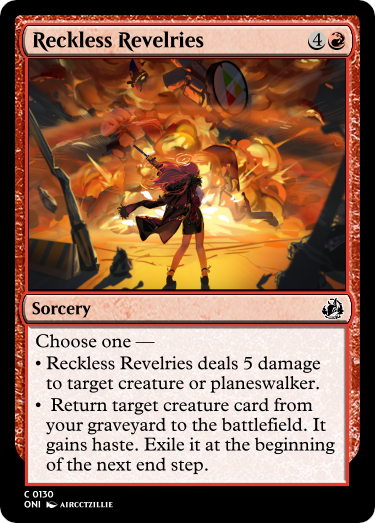 Reckless Revelries 4
Sorcery
Choose one —
• Reckless Revelries deals 5 damage
to target creature or planeswalker.
• Return target creature card from
your graveyard to the battlefield. It
gains haste. Exile it at the beginning
of the next end step.
C 0130
ONI AIRCCTZILLIE